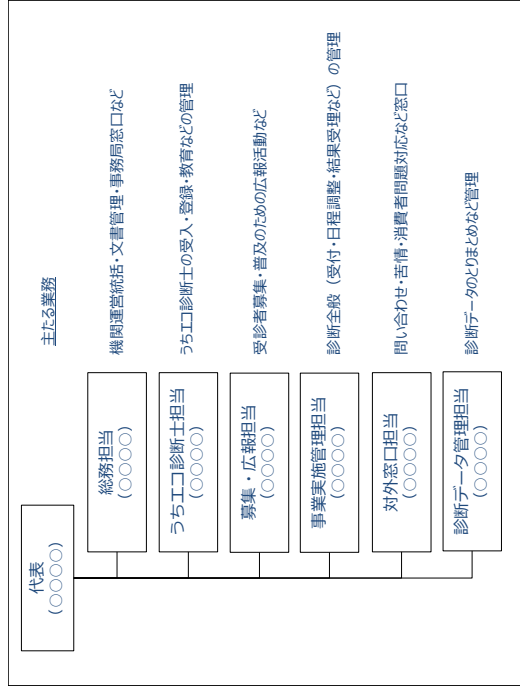 主たる業務
代表
(○○○○)
総務担当
(○○○○)
機関運営統括・文書管理・事務局窓口など
うちエコ診断士担当
(○○○○)
うちエコ診断士の受入・登録・教育などの管理
募集・広報担当
(○○○○)
受診者募集・普及のための広報活動など
事業実施管理担当
(○○○○)
診断全般（受付・日程調整・結果受理など）の管理
対外窓口担当
(○○○○)
問い合わせ・苦情・消費者問題対応など窓口
診断データ管理担当
(○○○○)
診断データのとりまとめなど管理